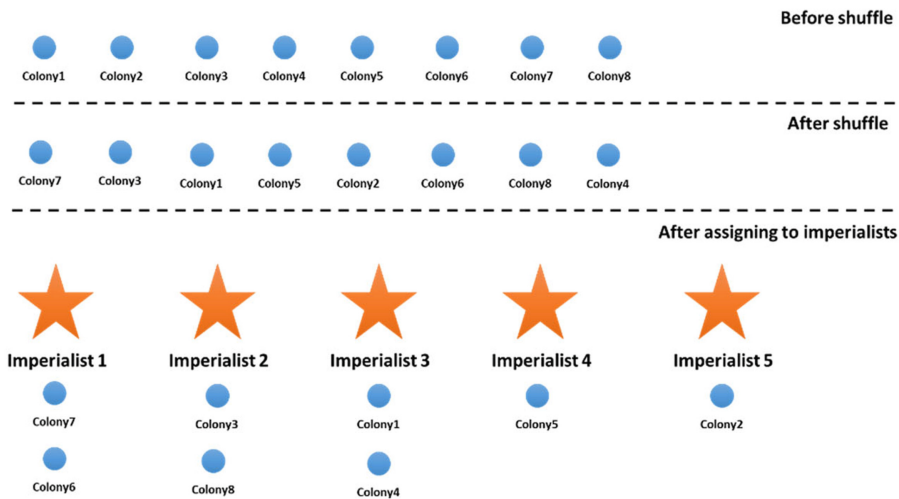 Before shuffle
Colony1 Colony2 Colony3 Colony4 Colony5 Colony6 Colony7 Colony8
After shuffle
Colony7 Colony3 Colony1 Colony5 Colony2 Colony6 Colony8 Colony4
After assigning to imperialists
Imperialist 1 Imperialist 2 Imperialist 3 Imperialist 4 Imperialist 5
Colony7 Colony3 Colony1 Colony5 Colony2
Colony6 Colony8 Colony4